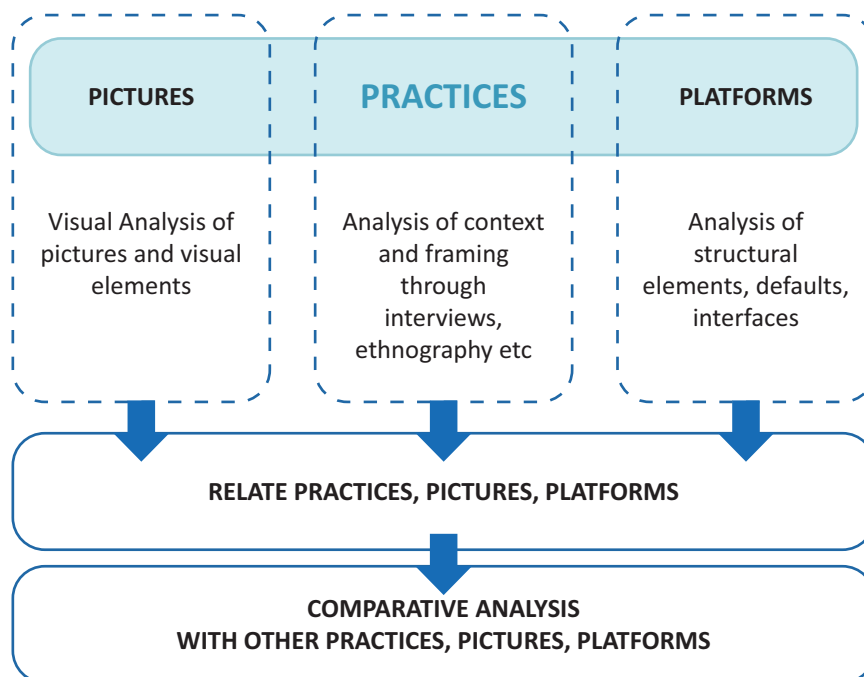 PICTURES
PRACTICES
PLATFORMS
Visual Analysis of
pictures and visual
elements
Analysis of context
and framing
through
interviews,
ethnography etc
Analysis of
structural
elements, defaults,
interfaces
RELATE PRACTICES, PICTURES, PLATFORMS
COMPARATIVE ANALYSIS
WITH OTHER PRACTICES, PICTURES, PLATFORMS